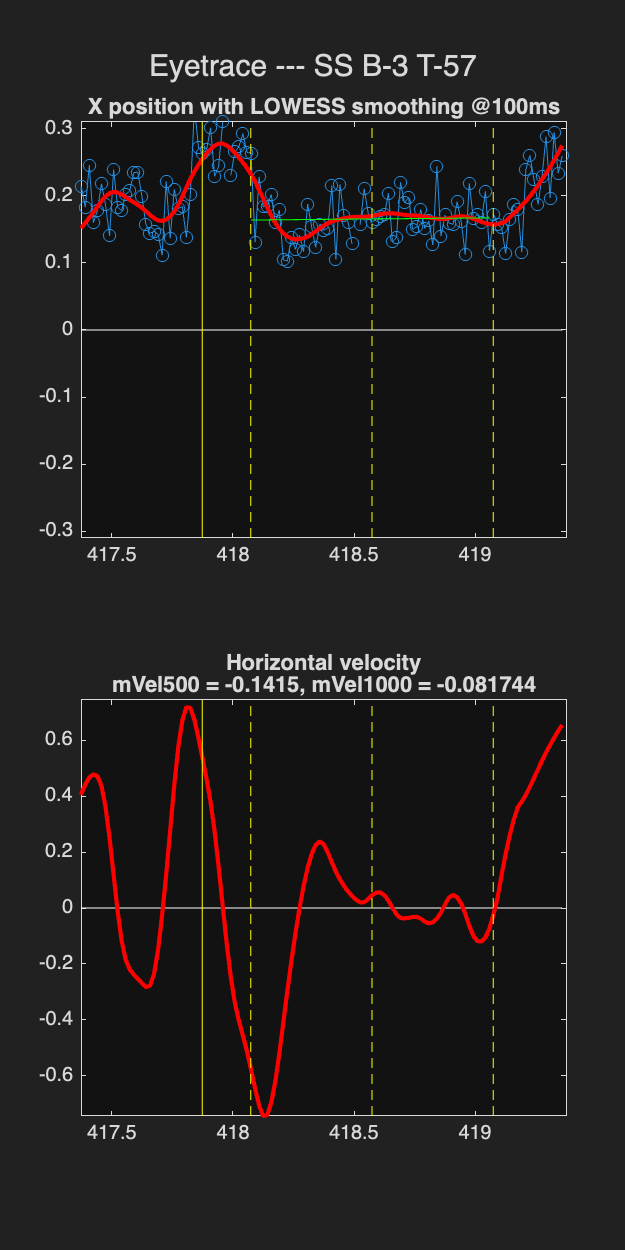 Eyetrace --- SS B-3 T-57
X position with LOWESS smoothing @100ms
0.3
0.2
0.1
0
-0.1
-0.2
-0.3
417.5 418 418.5 419
Horizontal velocity
mVel500 = -0.1415, mVel1000 = -0.081744
0.6
0.4
0.2
0
-0.2
-0.4
-0.6
417.5 418 418.5 419